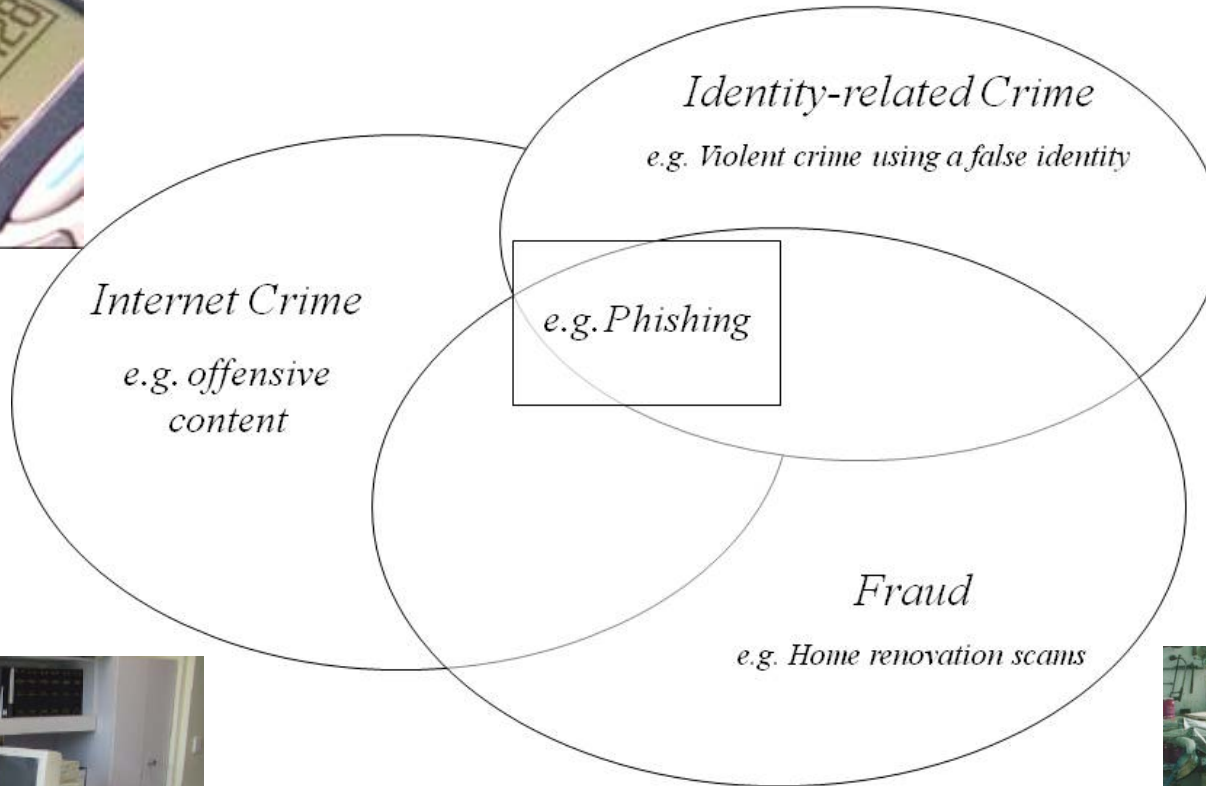 Identity-related Crime
e.g. Violent crime using a false identity
Internet Crime
e.g. offensive
content
e.g. Phishing
Fraud
e.g. Home renovation scams